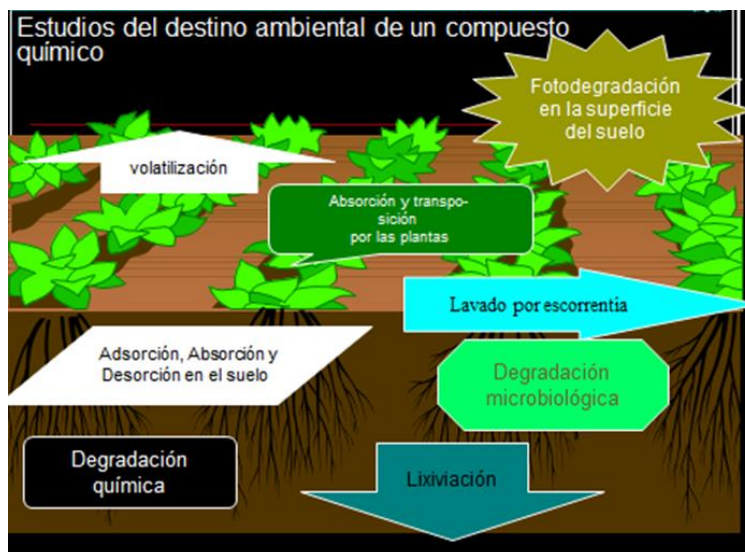 Estudios del destino ambiental de un compuesto
químico
Fotodegradación
en la superficie
del suelo
volatilización
Absorción y transpo-
sición
por las plantas
Lavado por escorrentía
Adsorción, Absorción y
Desorción en el suelo
Degradación
microbiológica
Degradación
química
Lixiviación